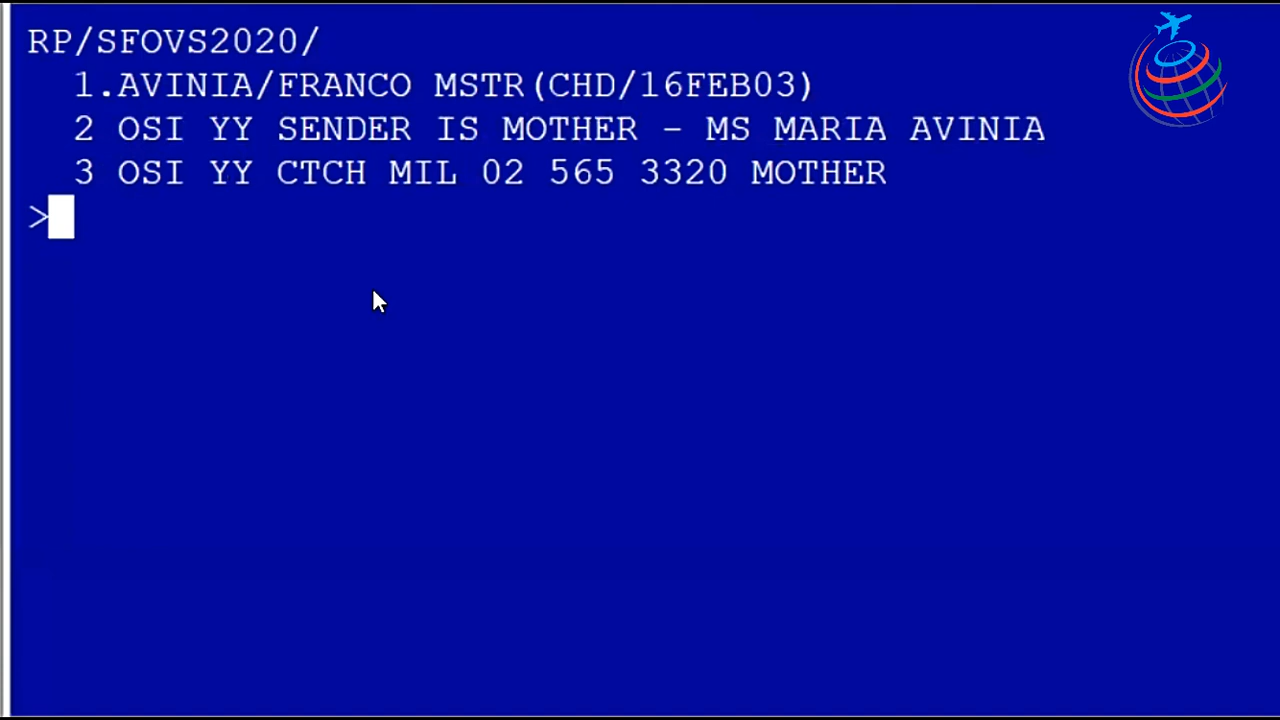 RP/SFOVS2020/
1.AVINIA/FRANCO MSTR(CHD/16FEB03)
2 OSI YY SENDER IS MOTHER - MS MARIA AVINIA
3 OSI YY CTCH MIL 02 565 3320 MOTHER
>